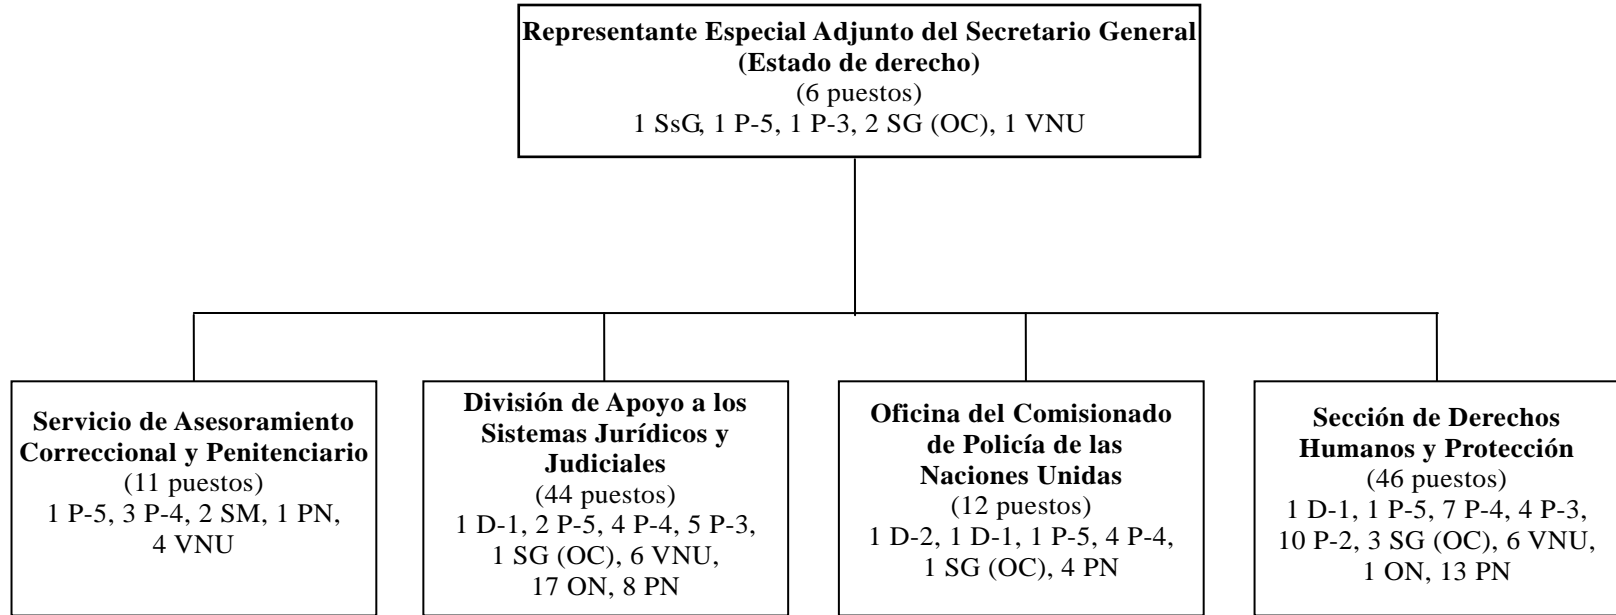 Representante Especial Adjunto del Secretario General
(Estado de derecho)
(6 puestos)
1 SsG, 1 P-5, 1 P-3, 2 SG (OC), 1 VNU
Servicio de Asesoramiento
Correccional y Penitenciario
(11 puestos)
1 P-5, 3 P-4, 2 SM, 1 PN,
4 VNU
División de Apoyo a los
Sistemas Jurídicos y
Judiciales
(44 puestos)
1 D-1, 2 P-5, 4 P-4, 5 P-3,
1 SG (OC), 6 VNU,
17 ON, 8 PN
Oficina del Comisionado
de Policía de las
Naciones Unidas
(12 puestos)
1 D-2, 1 D-1, 1 P-5, 4 P-4,
1 SG (OC), 4 PN
Sección de Derechos
Humanos y Protección
(46 puestos)
1 D-1, 1 P-5, 7 P-4, 4 P-3,
10 P-2, 3 SG (OC), 6 VNU,
1 ON, 13 PN